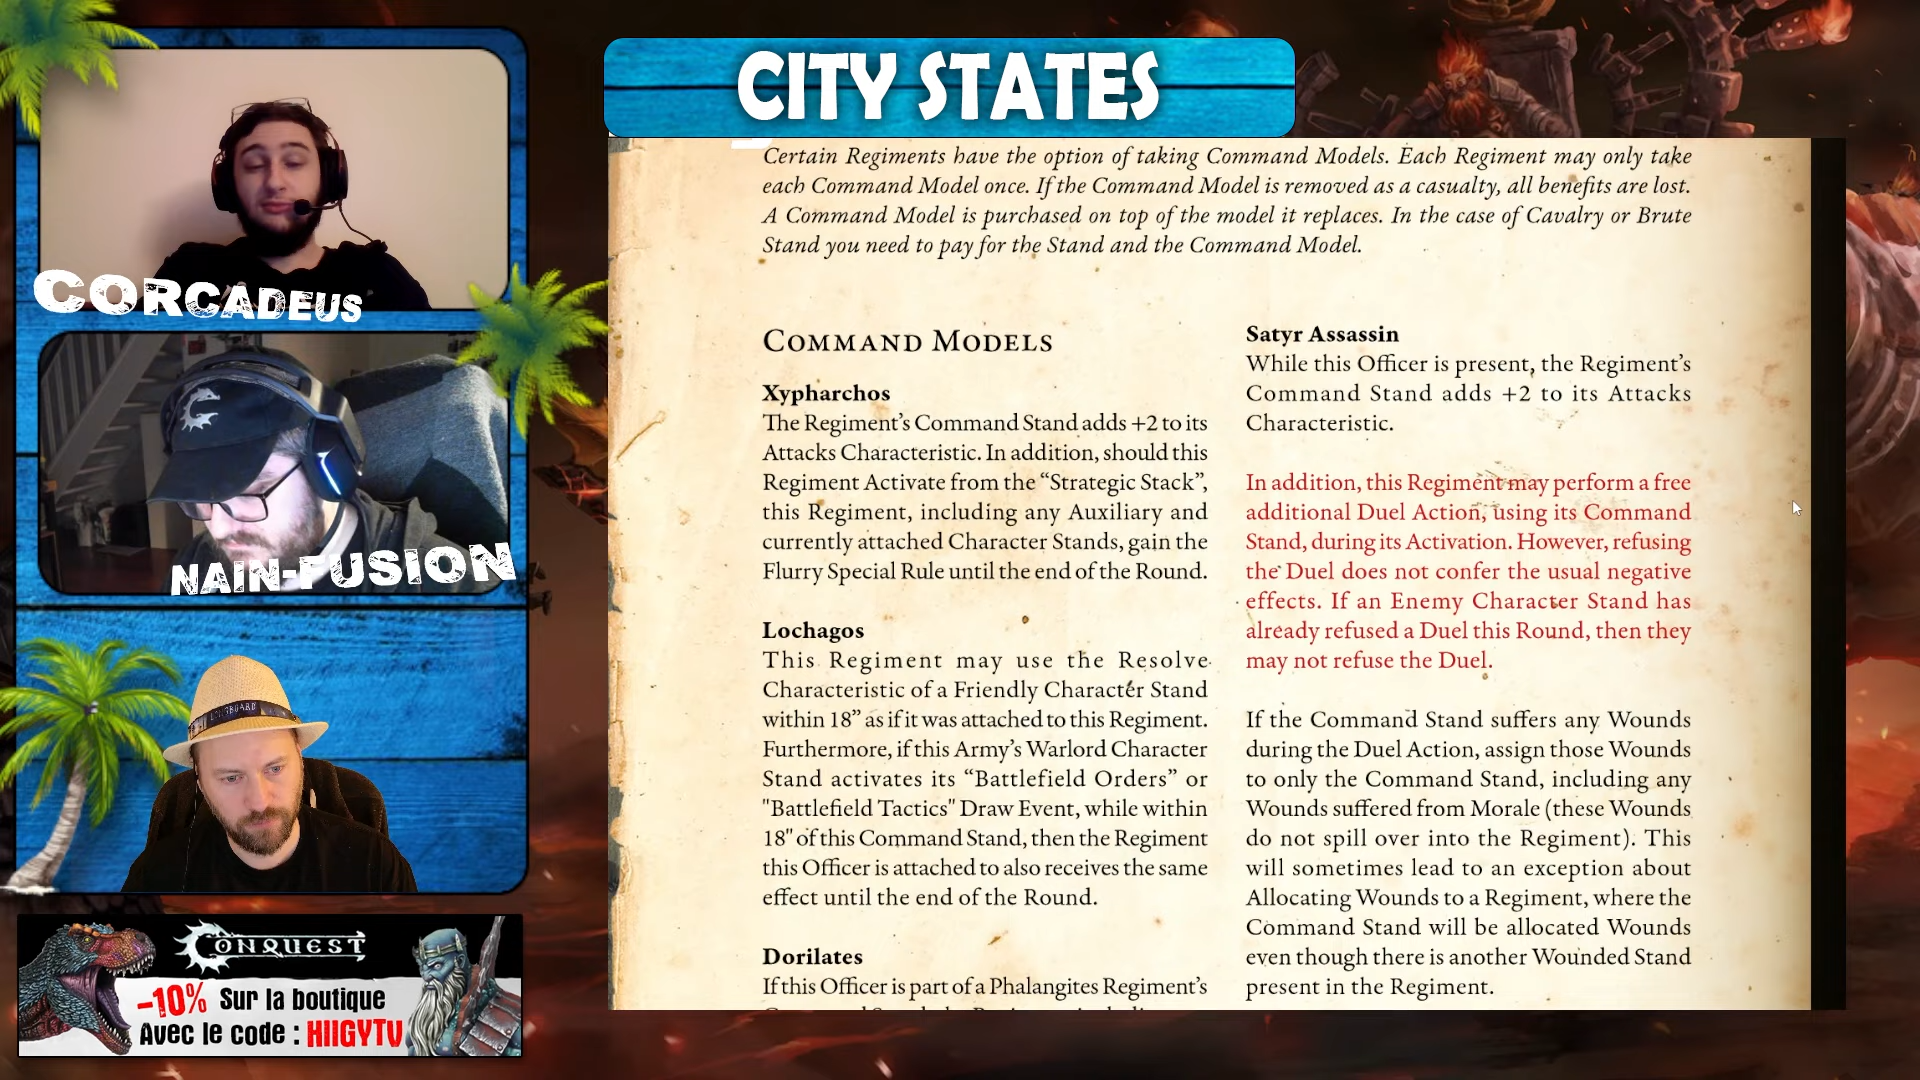 CITY STATES
CORCADEUS
NAIN-FUSION
LONGBOARD
CONQUEST
-10% Sur la boutique
Avec le code : HIIGYTV
Certain Regiments have the option of taking Command Models. Each Regiment may only take
each Command Model once. If the Command Model is removed as a casualty, all benefits are lost.
A Command Model is purchased on top of the model it replaces. In the case of Cavalry or Brute
Stand you need to pay for the Stand and the Command Model.
COMMAND MODELS
Xypharchos
The Regiment's Command Stand adds +2 to its
Attacks Characteristic. In addition, should this
Regiment Activate from the “Strategic Stack”,
this Regiment, including any Auxiliary and
currently attached Character Stands, gain the
Flurry Special Rule until the end of the Round.
Lochagos
This Regiment may use the Resolve
Characteristic of a Friendly Character Stand
within 18” as if it was attached to this Regiment.
Furthermore, if this Army's Warlord Character
Stand activates its “Battlefield Orders” or
"Battlefield Tactics" Draw Event, while within
18" of this Command Stand, then the Regiment
this Officer is attached to also receives the same
effect until the end of the Round.
Dorilates
If this Officer is part of a Phalangites Regiment's
Satyr Assassin
While this Officer is present, the Regiment's
Command Stand adds +2 to its Attacks
Characteristic.
In addition, this Regiment may perform a free
additional Duel Action, using its Command
Stand, during its Activation. However, refusing
the Duel does not confer the usual negative
effects. If an Enemy Character Stand has
already refused a Duel this Round, then they
may not refuse the Duel.
If the Command Stand suffers any Wounds
during the Duel Action, assign those Wounds
to only the Command Stand, including any
Wounds suffered from Morale (these Wounds
do not spill over into the Regiment). This
will sometimes lead to an exception about
Allocating Wounds to a Regiment, where the
Command Stand will be allocated Wounds
even though there is another Wounded Stand
present in the Regiment.